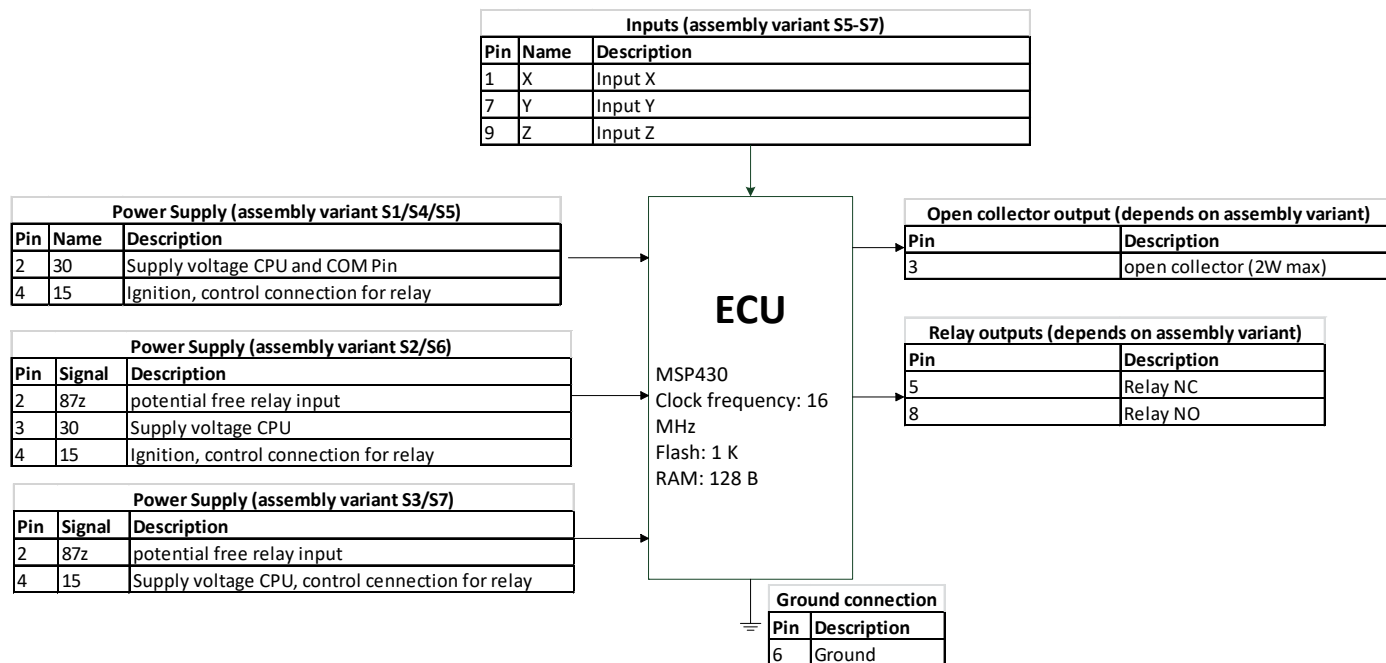 Inputs (assembly variant S5-S7)
Pin Name Description
1 X Input X
7 Y Input Y
9 Z Input Z
Power Supply (assembly variant S1/S4/S5)
Pin Name Description
2 30 Supply voltage CPU and COM Pin
4 15 Ignition, control connection for relay
Power Supply (assembly variant S2/S6)
Pin Signal Description
2 87z potential free relay input
3 30 Supply voltage CPU
4 15 Ignition, control connection for relay
Power Supply (assembly variant S3/S7)
Pin Signal Description
2 87z potential free relay input
4 15 Supply voltage CPU, control cennection for relay
ECU
MSP430
Clock frequency: 16
MHz
Flash: 1 K
RAM: 128 B
Open collector output (depends on assembly variant)
Pin Description
3 open collector (2W max)
Relay outputs (depends on assembly variant)
Pin Description
5 Relay NC
8 Relay NO
Ground connection
Pin Description
6 Ground